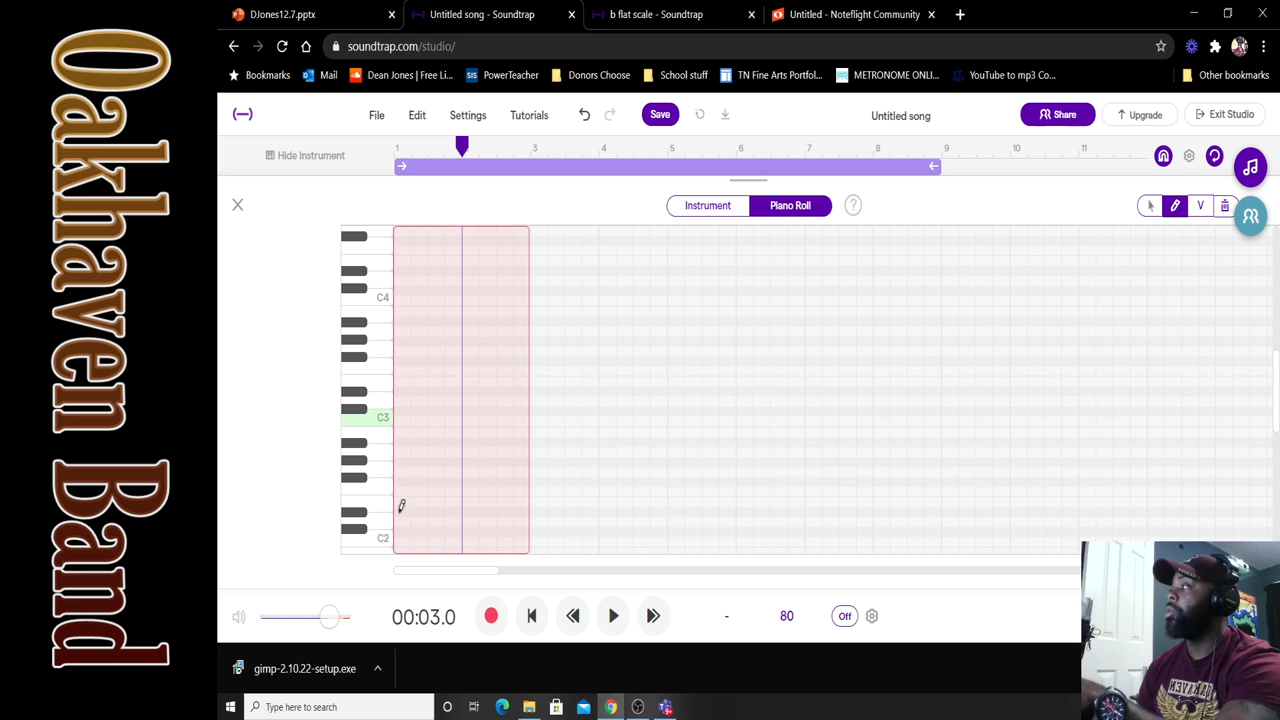 Oakhaven Band
DJones12.7.pptx
Untitled song - Soundtrap
b flat scale - Soundtrap
Untitled - Noteflight Community
soundtrap.com/studio/
Bookmarks
Mail
Dean Jones | Free Li...
SIS PowerTeacher
Donors Choose
School stuff
TN Fine Arts Portfol...
METRONOME ONLI...
YouTube to mp3 Co...
Other bookmarks
File
Edit
Settings
Tutorials
Save
Untitled song
Share
Upgrade
Exit Studio
Hide Instrument
1
3
4
5
6
7
8
9
10
11
Instrument
Piano Roll
?
V
C4
C3
C2
00:03.0
-
80
Off
gimp-2.10.22-setup.exe
Type here to search